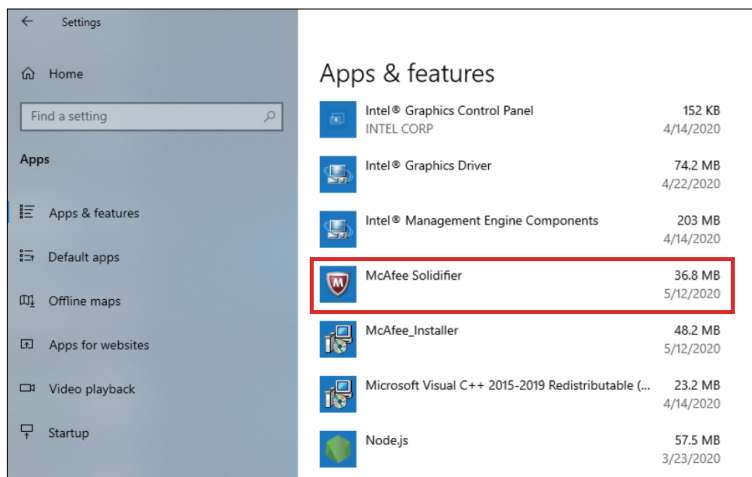 Settings
Home
Find a setting
Apps
Apps & features
Default apps
Offline maps
Apps for websites
Video playback
Startup
Apps & features
Intel® Graphics Control Panel 152 KB
INTEL CORP 4/14/2020
Intel® Graphics Driver 74.2 MB
4/22/2020
Intel® Management Engine Components 203 MB
4/14/2020
McAfee Solidifier 36.8 MB
5/12/2020
McAfee_Installer 48.2 MB
5/12/2020
Microsoft Visual C++ 2015-2019 Redistributable (... 23.2 MB
4/14/2020
Node.js 57.5 MB
3/23/2020